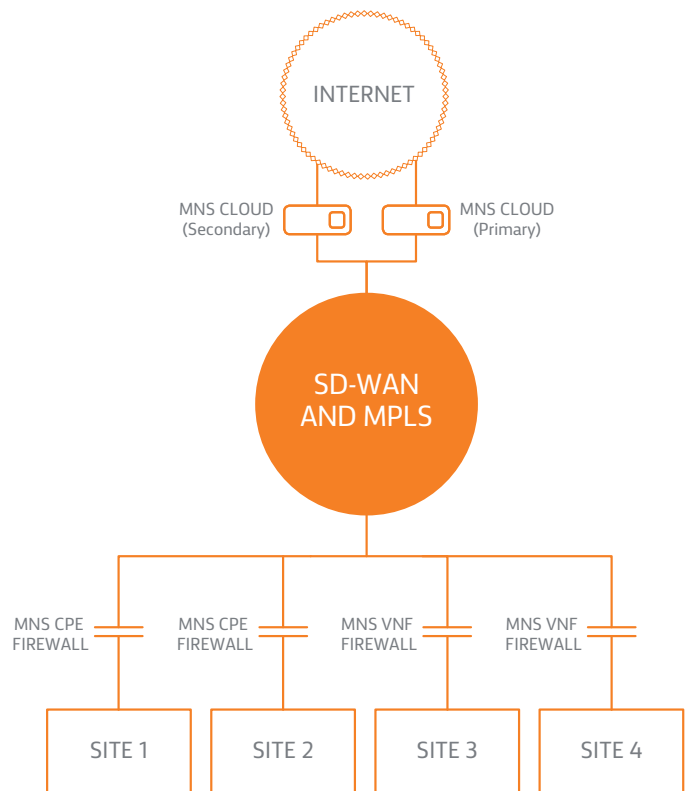 INTERNET
MNS CLOUD
(Secondary)
MNS CLOUD
(Primary)
SD-WAN
AND MPLS
MNS CPE
FIREWALL
MNS CPE
FIREWALL
MNS VNF
FIREWALL
MNS VNF
FIREWALL
SITE 1
SITE 2
SITE 3
SITE 4